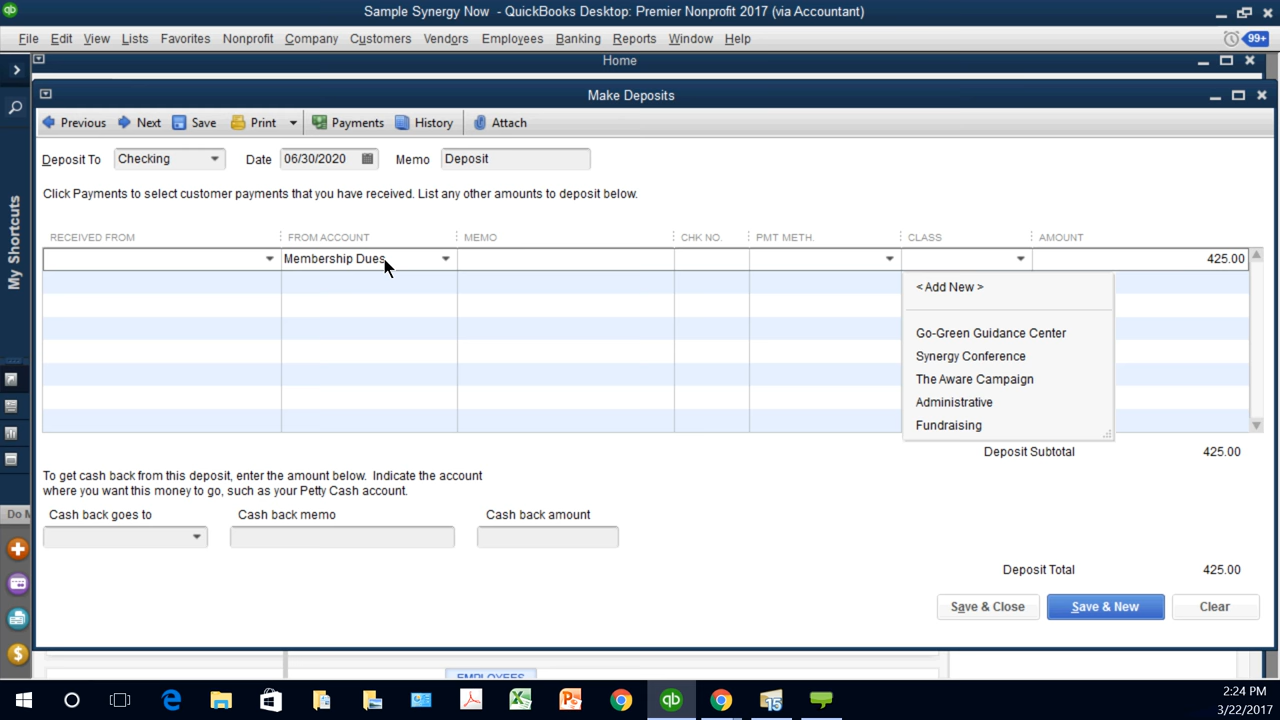 Sample Synergy Now - QuickBooks Desktop: Premier Nonprofit 2017 (via Accountant)
File Edit View Lists Favorites Nonprofit Company Customers Vendors Employees Banking Reports Window Help 99+
Home
Make Deposits
Previous Next Save Print Payments History Attach
Deposit To Checking Date 06/30/2020 Memo Deposit
My Shortcuts
Click Payments to select customer payments that you have received. List any other amounts to deposit below.
RECEIVED FROM FROM ACCOUNT MEMO CHK NO. PMT METH. CLASS AMOUNT
Membership Dues 425.00
< Add New >
Go-Green Guidance Center
Synergy Conference
The Aware Campaign
Administrative
Fundraising
Deposit Subtotal 425.00
To get cash back from this deposit, enter the amount below. Indicate the account
where you want this money to go, such as your Petty Cash account.
Do M
Cash back goes to Cash back memo Cash back amount
Deposit Total 425.00
Save & Close Save & New Clear
EMPLOYEES
15
2:24 PM
3/22/2017